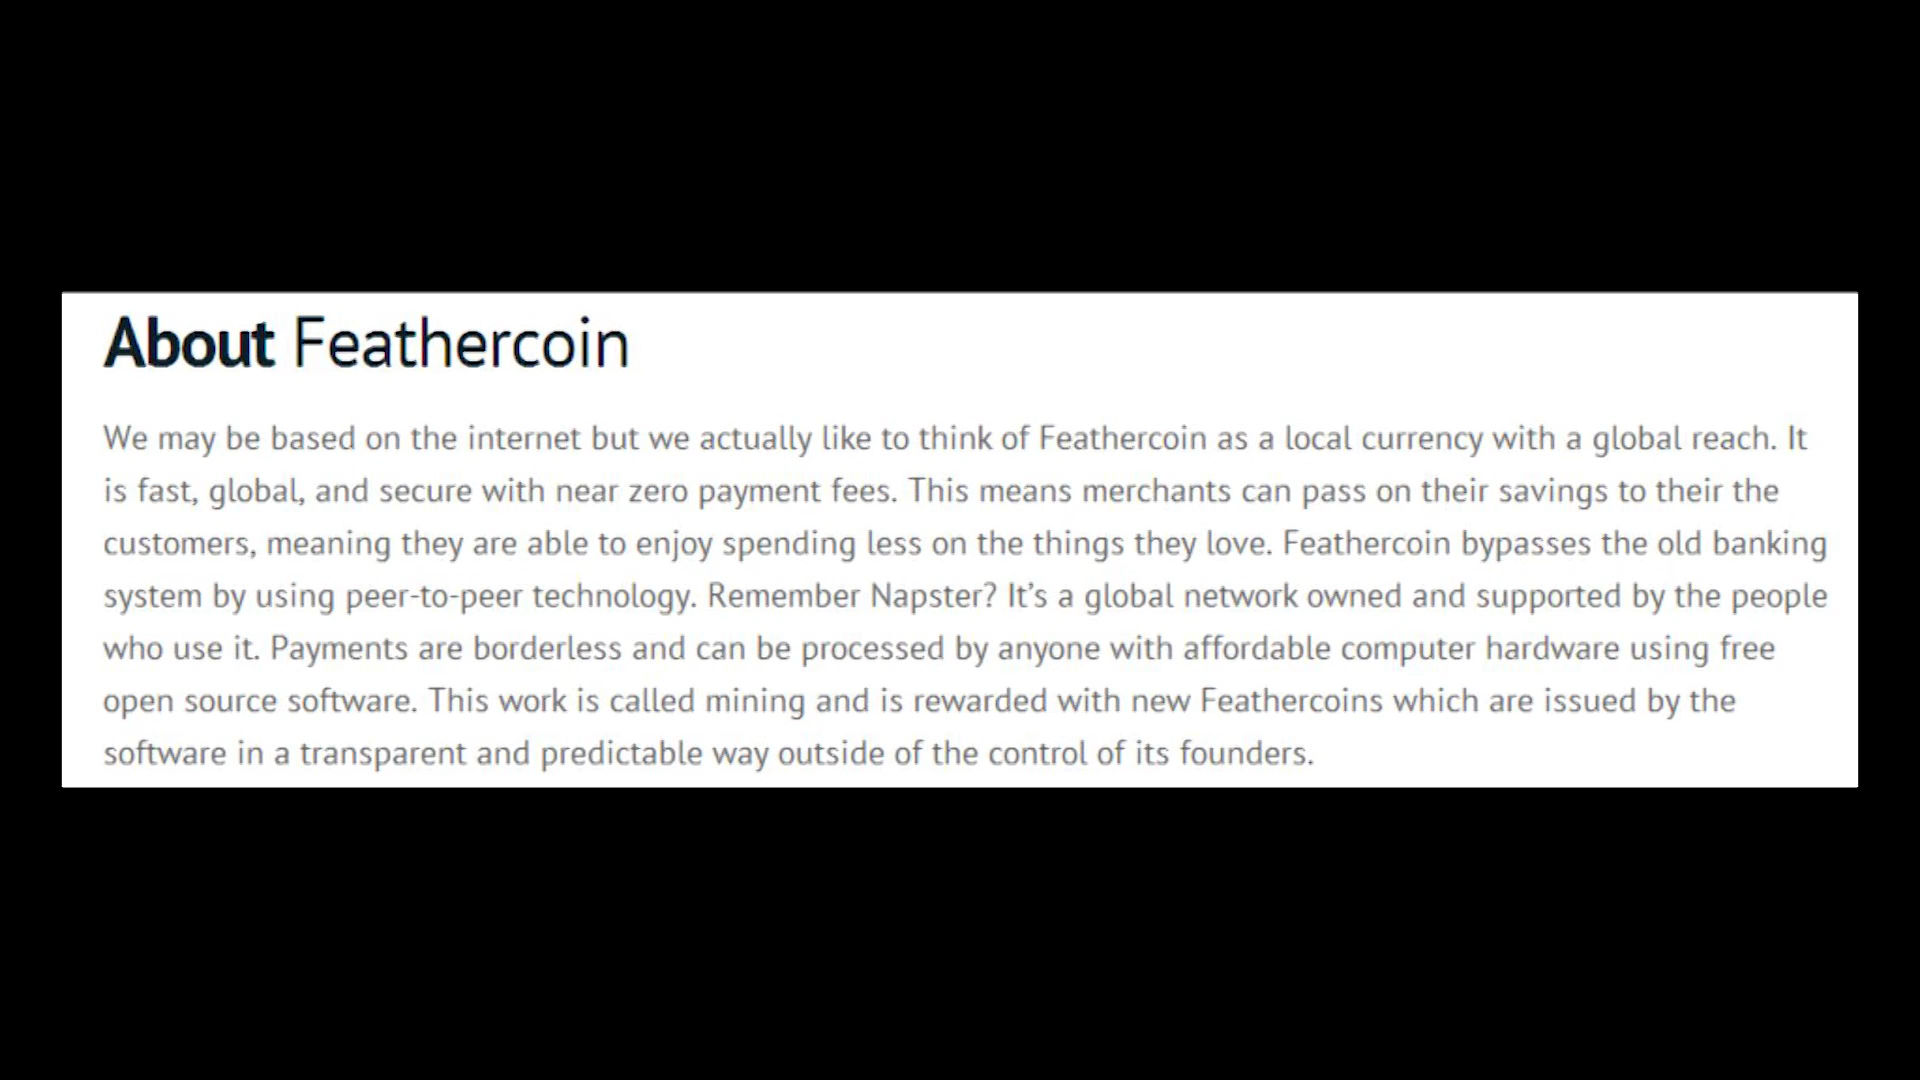 About Feathercoin
We may be based on the internet but we actually like to think of Feathercoin as a local currency with a global reach. It
is fast, global, and secure with near zero payment fees. This means merchants can pass on their savings to their the
customers, meaning they are able to enjoy spending less on the things they love. Feathercoin bypasses the old banking
system by using peer-to-peer technology. Remember Napster? It’s a global network owned and supported by the people
who use it. Payments are borderless and can be processed by anyone with affordable computer hardware using free
open source software. This work is called mining and is rewarded with new Feathercoins which are issued by the
software in a transparent and predictable way outside of the control of its founders.